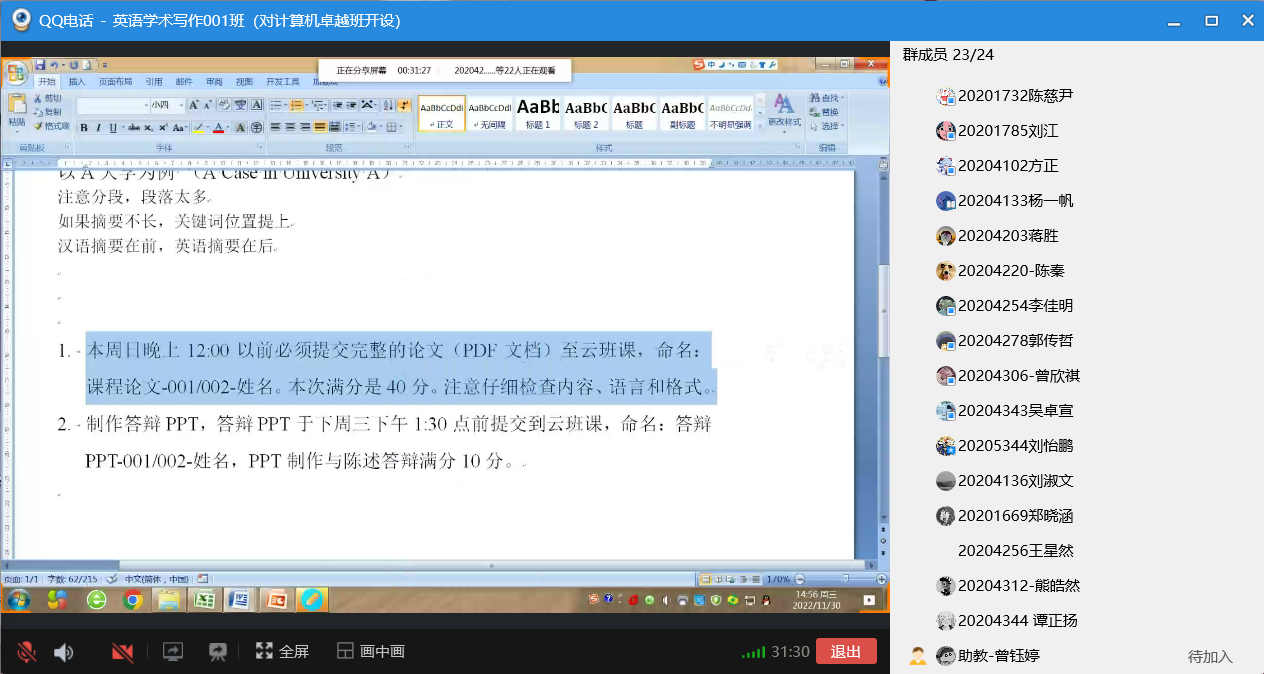 QQ电话 - 英语学术写作001班（对计算机卓越班开设）
正在分享屏幕 00:31:27 202042......等22人正在观看
开始 插入 页面布局 引用 邮件 审阅 视图 开发工具
粘贴 剪切 复制 格式刷
小四
AaBbCcDdI AaBbCcDdI AaBb AaBbC AaBbC AaBbC AaBbCcDd.
正文 无间隔 标题 1 标题 2 标题 副标题 不明显强调
更改样式 查找 替换 选择
剪贴板 字体 段落 样式 编辑
以 A 大学为例 （A Case in University A）
注意分段，段落太多
如果摘要不长，关键词位置提上
汉语摘要在前，英语摘要在后
1. 本周日晚上 12:00 以前必须提交完整的论文（PDF 文档）至云班课，命名：
课程论文-001/002-姓名。本次满分是 40 分。注意仔细检查内容、语言和格式。
2. 制作答辩 PPT，答辩 PPT 于下周三下午 1:30 点前提交到云班课，命名：答辩
PPT-001/002-姓名，PPT 制作与陈述答辩满分 10 分。
页面: 1/1 字数: 62/215 中文(简体，中国) 170%
14:56 周三
2022/11/30
全屏 画中画 31:30 退出
群成员 23/24
20201732陈慈尹
20201785刘江
20204102方正
20204133杨一帆
20204203蒋胜
20204220-陈秦
20204254李佳明
20204278郭传哲
20204306-曾欣祺
20204343吴卓宣
20205344刘怡鹏
20204136刘淑文
20201669郑晓涵
20204256王星然
20204312-熊皓然
20204344 谭正扬
助教-曾钰婷 待加入